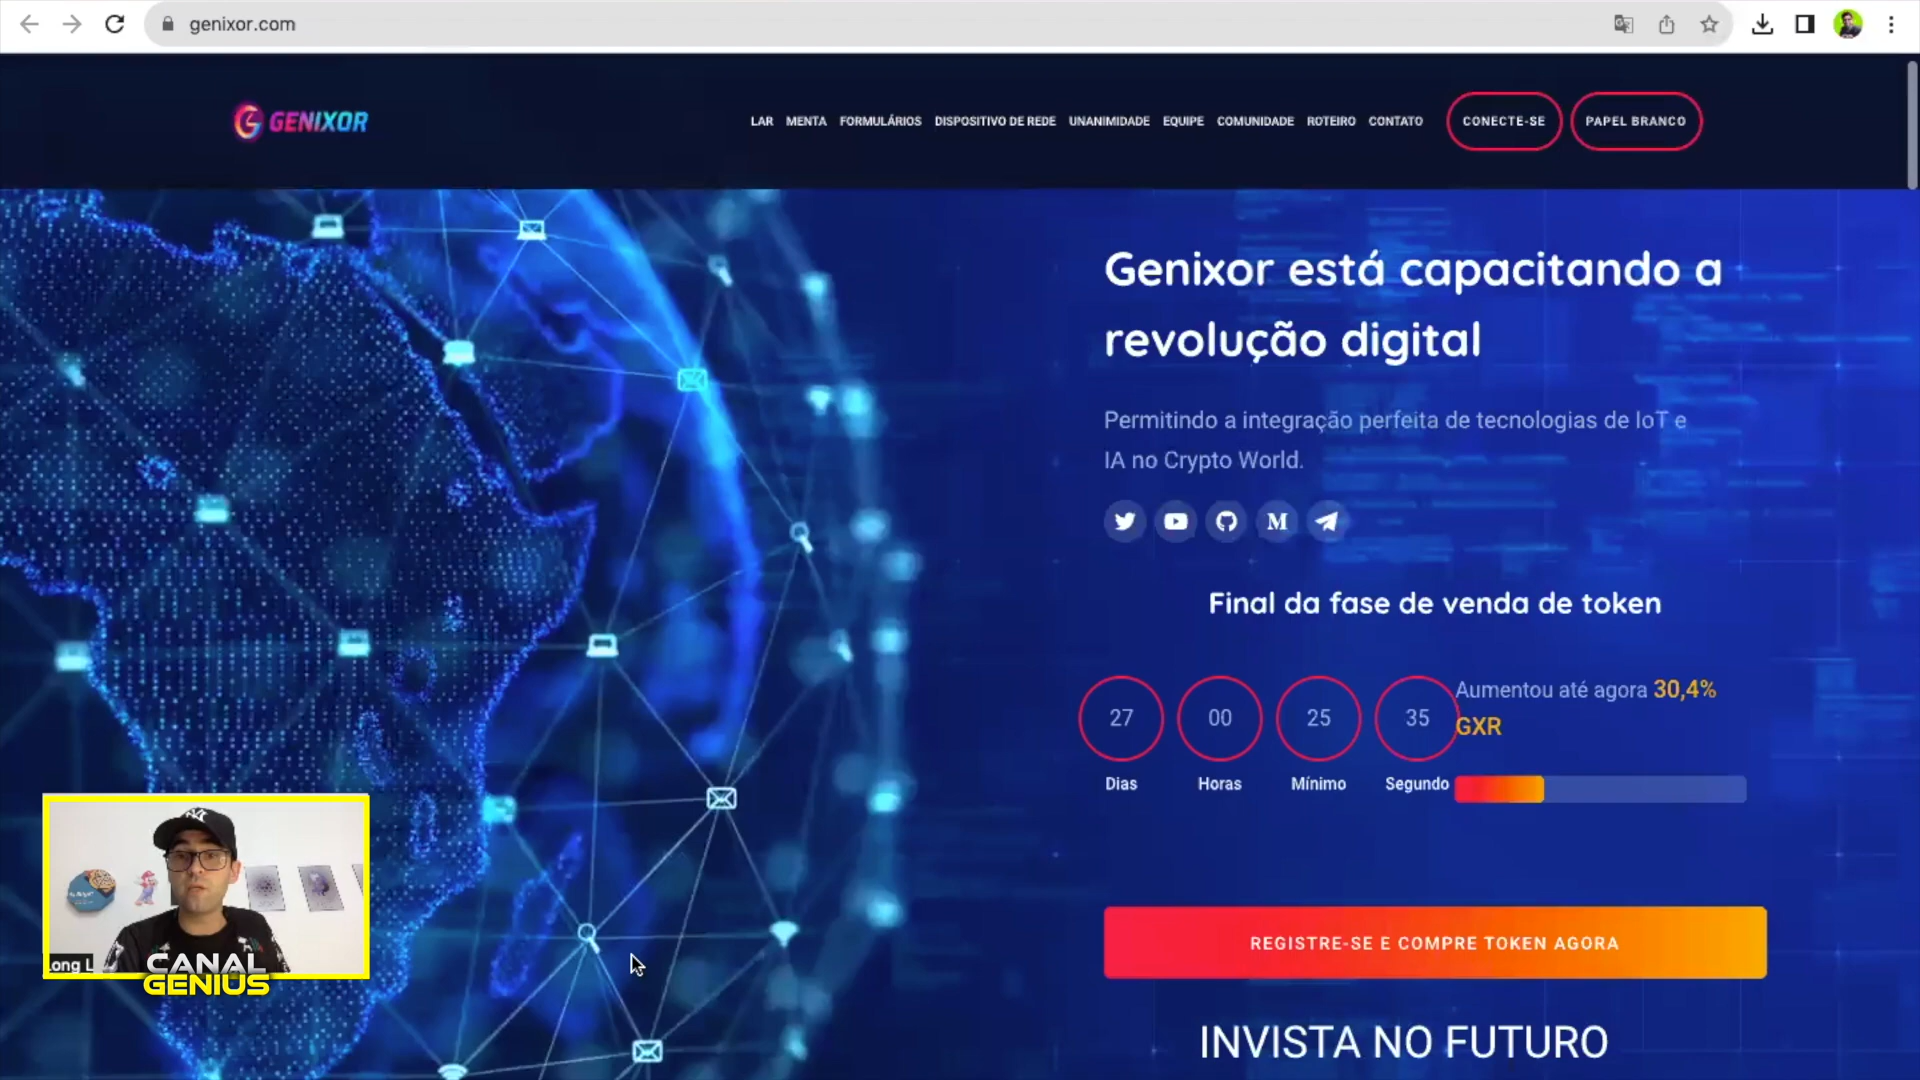 genixor.com
GENIXOR
LAR MENTA FORMULÁRIOS DISPOSITIVO DE REDE UNANIMIDADE EQUIPE COMUNIDADE ROTEIRO CONTATO CONECTE-SE PAPEL BRANCO
Genixor está capacitando a
revolução digital
Permitindo a integração perfeita de tecnologias de IoT e
IA no Crypto World.
Final da fase de venda de token
27 00 25 35
Dias Horas Mínimo Segundo
Aumentou até agora 30,4%
GXR
REGISTRE-SE E COMPRE TOKEN AGORA
INVISTA NO FUTURO
CANAL
GENIUS